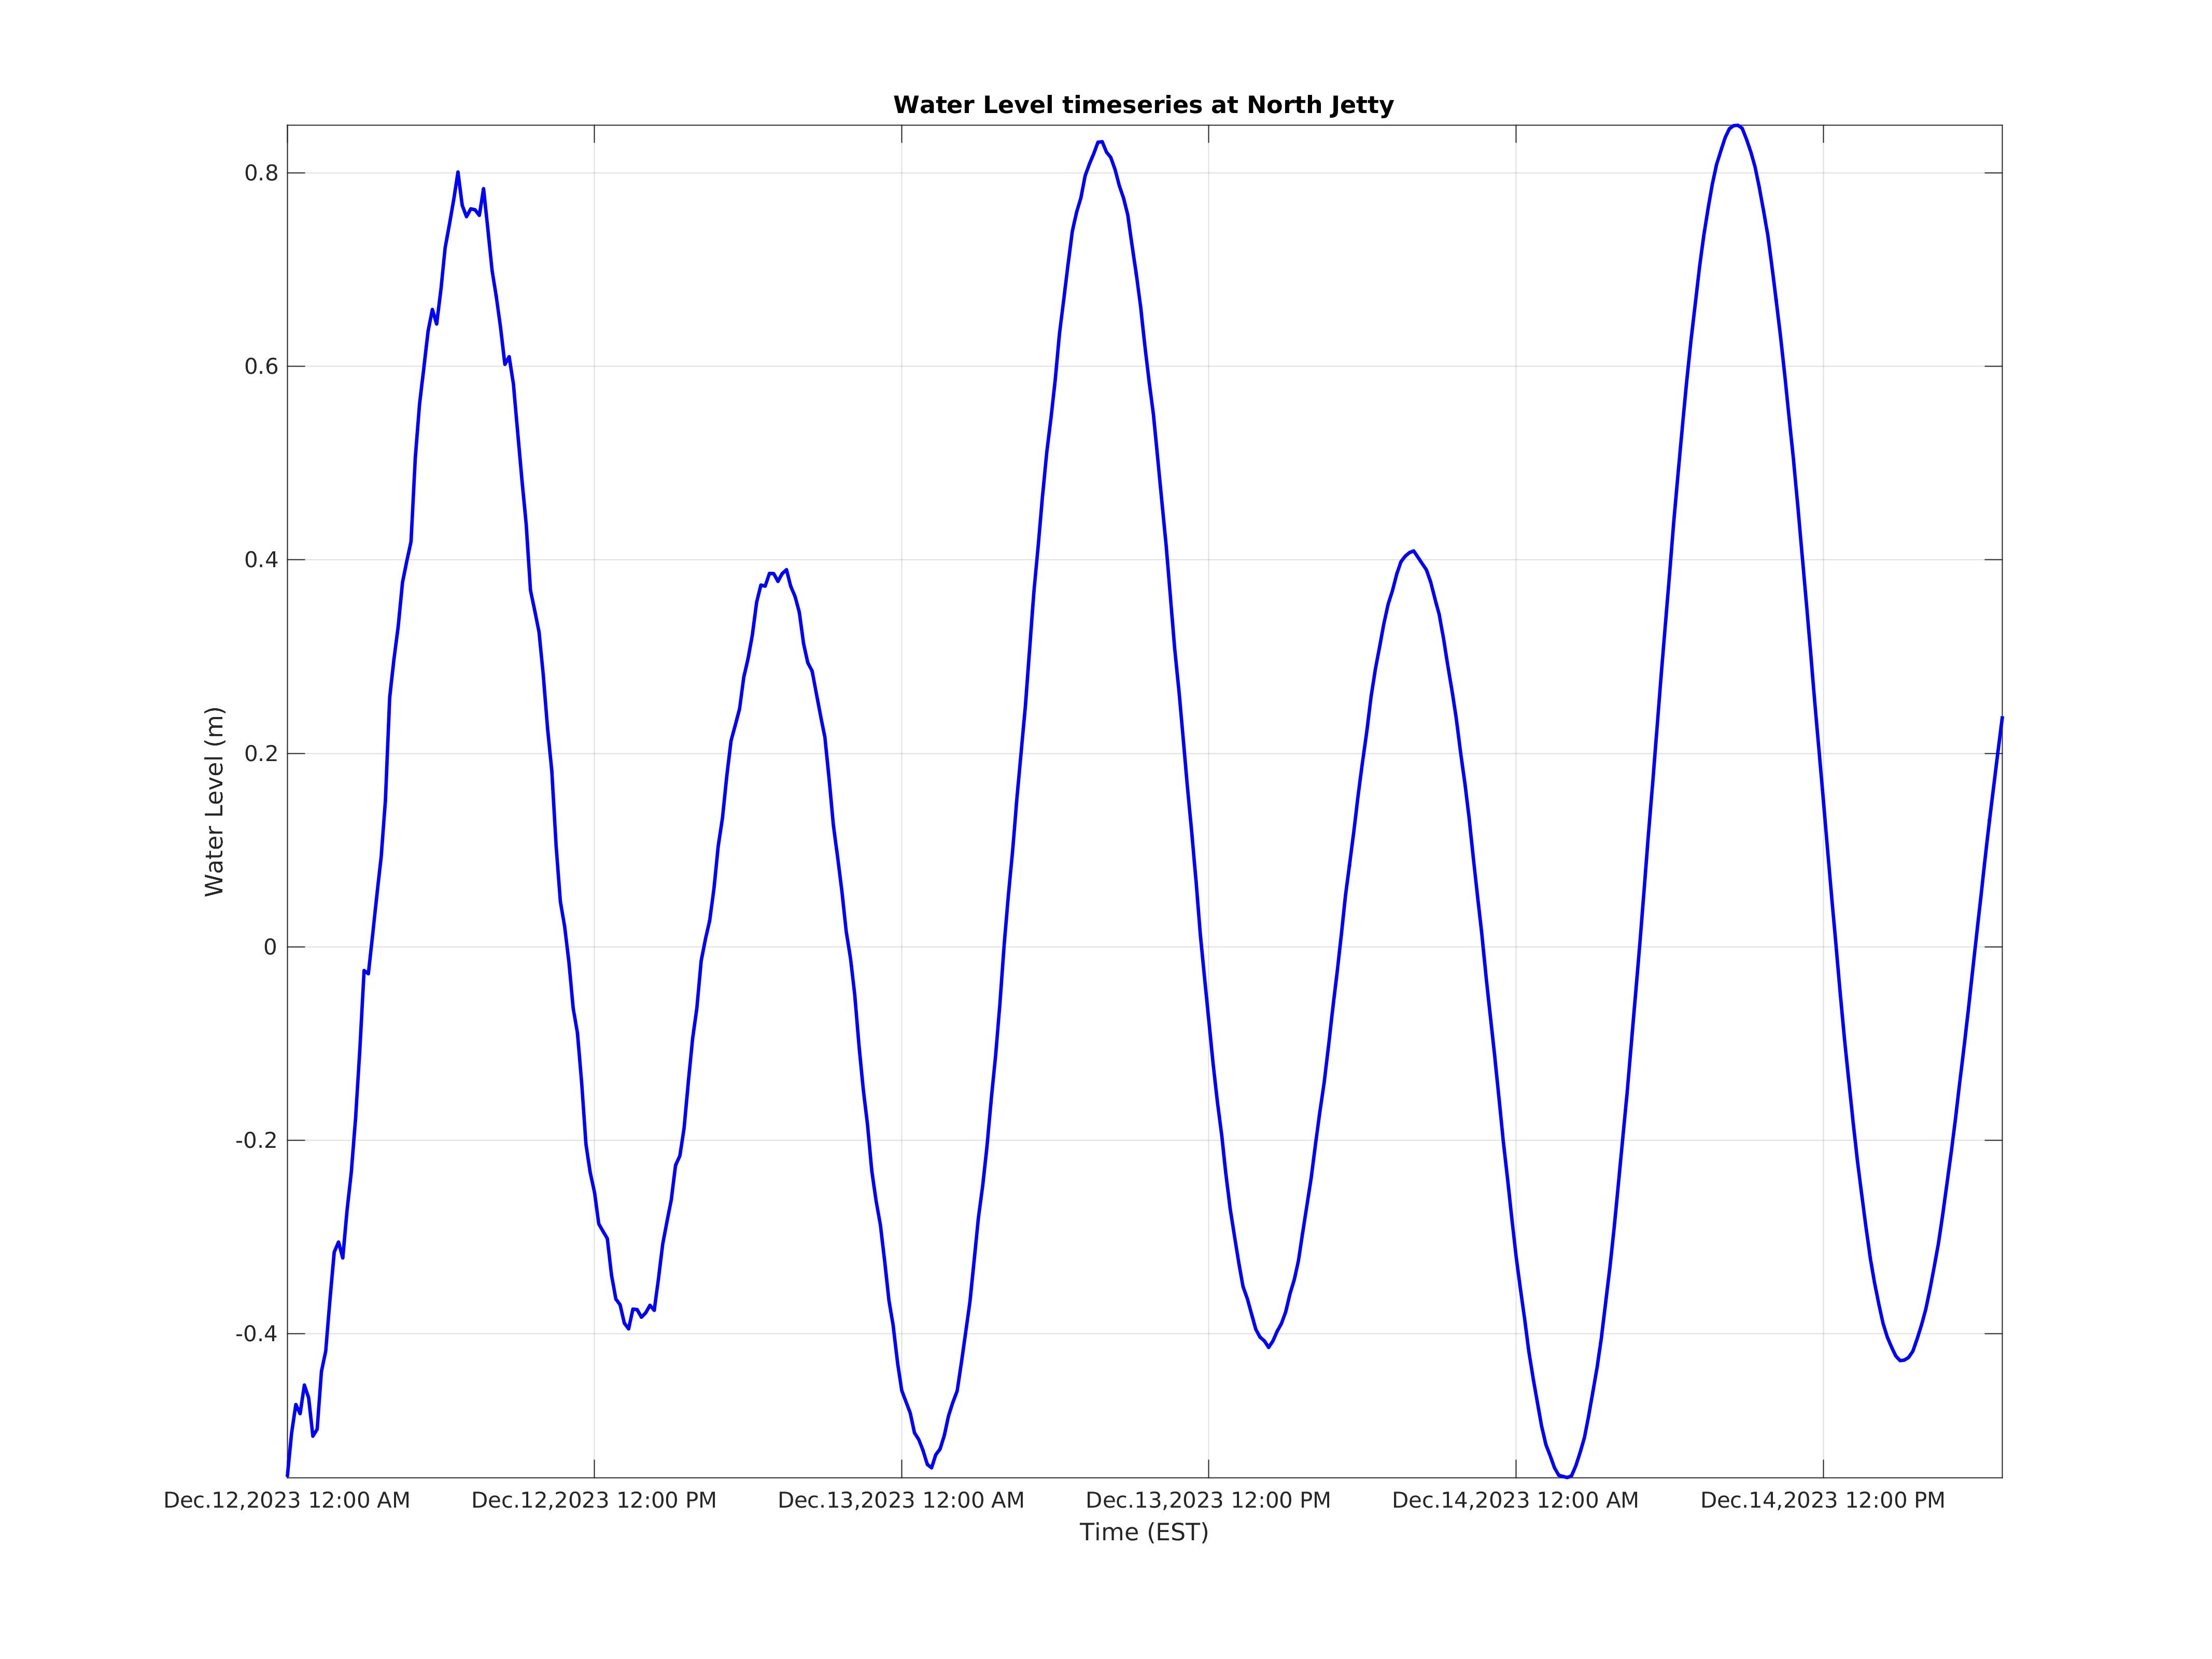 Water Level timeseries at North Jetty
0.8
0.6
0.4
0.2
0
-0.2
-0.4
Water Level (m)
Dec.12,2023 12:00 AM Dec.12,2023 12:00 PM Dec.13,2023 12:00 AM Dec.13,2023 12:00 PM Dec.14,2023 12:00 AM Dec.14,2023 12:00 PM
Time (EST)